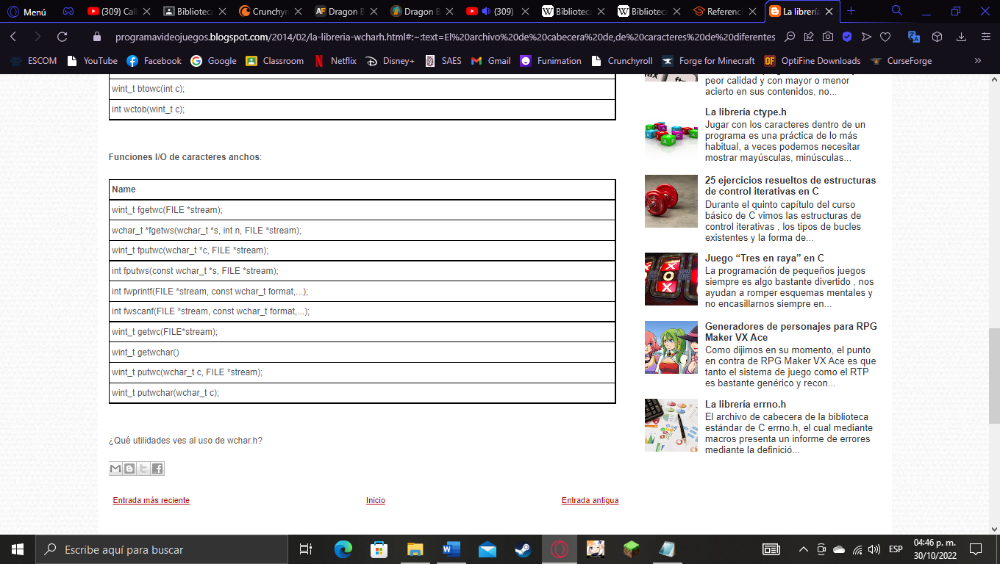 Menú
(309) Cal
Biblioteca
Crunchyr
Dragon B
Dragon B
(309)
Biblioteca
Biblioteca
Referenci
La librería
programavideojuegos.blogspot.com/2014/02/la-libreria-wcharh.html#:~:text=El%20archivo%20de%20cabecera%20de,de%20caracteres%20de%20diferentes
ESCOM
YouTube
Facebook
Google
Classroom
Netflix
Disney+
SAES
Gmail
Funimation
Crunchyroll
Forge for Minecraft
OptiFine Downloads
CurseForge
»
wint_t btowc(int c);
int wctob(wint_t c);
Funciones I/O de caracteres anchos:
Name
wint_t fgetwc(FILE *stream);
wchar_t *fgetws(wchar_t *s, int n, FILE *stream);
wint_t fputwc(wchar_t *c, FILE *stream);
int fputws(const wchar_t *s, FILE *stream);
int fwprintf(FILE *stream, const wchar_t format,...);
int fwscanf(FILE *stream, const wchar_t format,...);
wint_t getwc(FILE*stream);
wint_t getwchar()
wint_t putwc(wchar_t c, FILE *stream);
wint_t putwchar(wchar_t c);
¿Qué utilidades ves al uso de wchar.h?
Entrada más reciente
Inicio
Entrada antigua
peor calidad y con mayor o menor
acierto en sus contenidos, no...
La librería ctype.h
Jugar con los caracteres dentro de un
programa es una práctica de lo más
habitual, a veces podemos necesitar
mostrar mayúsculas, minúsculas...
25 ejercicios resueltos de estructuras
de control iterativas en C
Durante el quinto capítulo del curso
básico de C vimos las estructuras de
control iterativas , los tipos de bucles
existentes y la forma de...
Juego “Tres en raya” en C
La programación de pequeños juegos
siempre es algo bastante divertido , nos
ayudan a romper esquemas mentales y
no encasillarnos siempre en...
Generadores de personajes para RPG
Maker VX Ace
Como dijimos en su momento, el punto
en contra de RPG Maker VX Ace es que
tanto el sistema de juego como el RTP
es bastante genérico y recon...
La librería errno.h
El archivo de cabecera de la biblioteca
estándar de C errno.h, el cual mediante
macros presenta un informe de errores
mediante la definició...
Escribe aquí para buscar
ESP
04:46 p. m.
30/10/2022